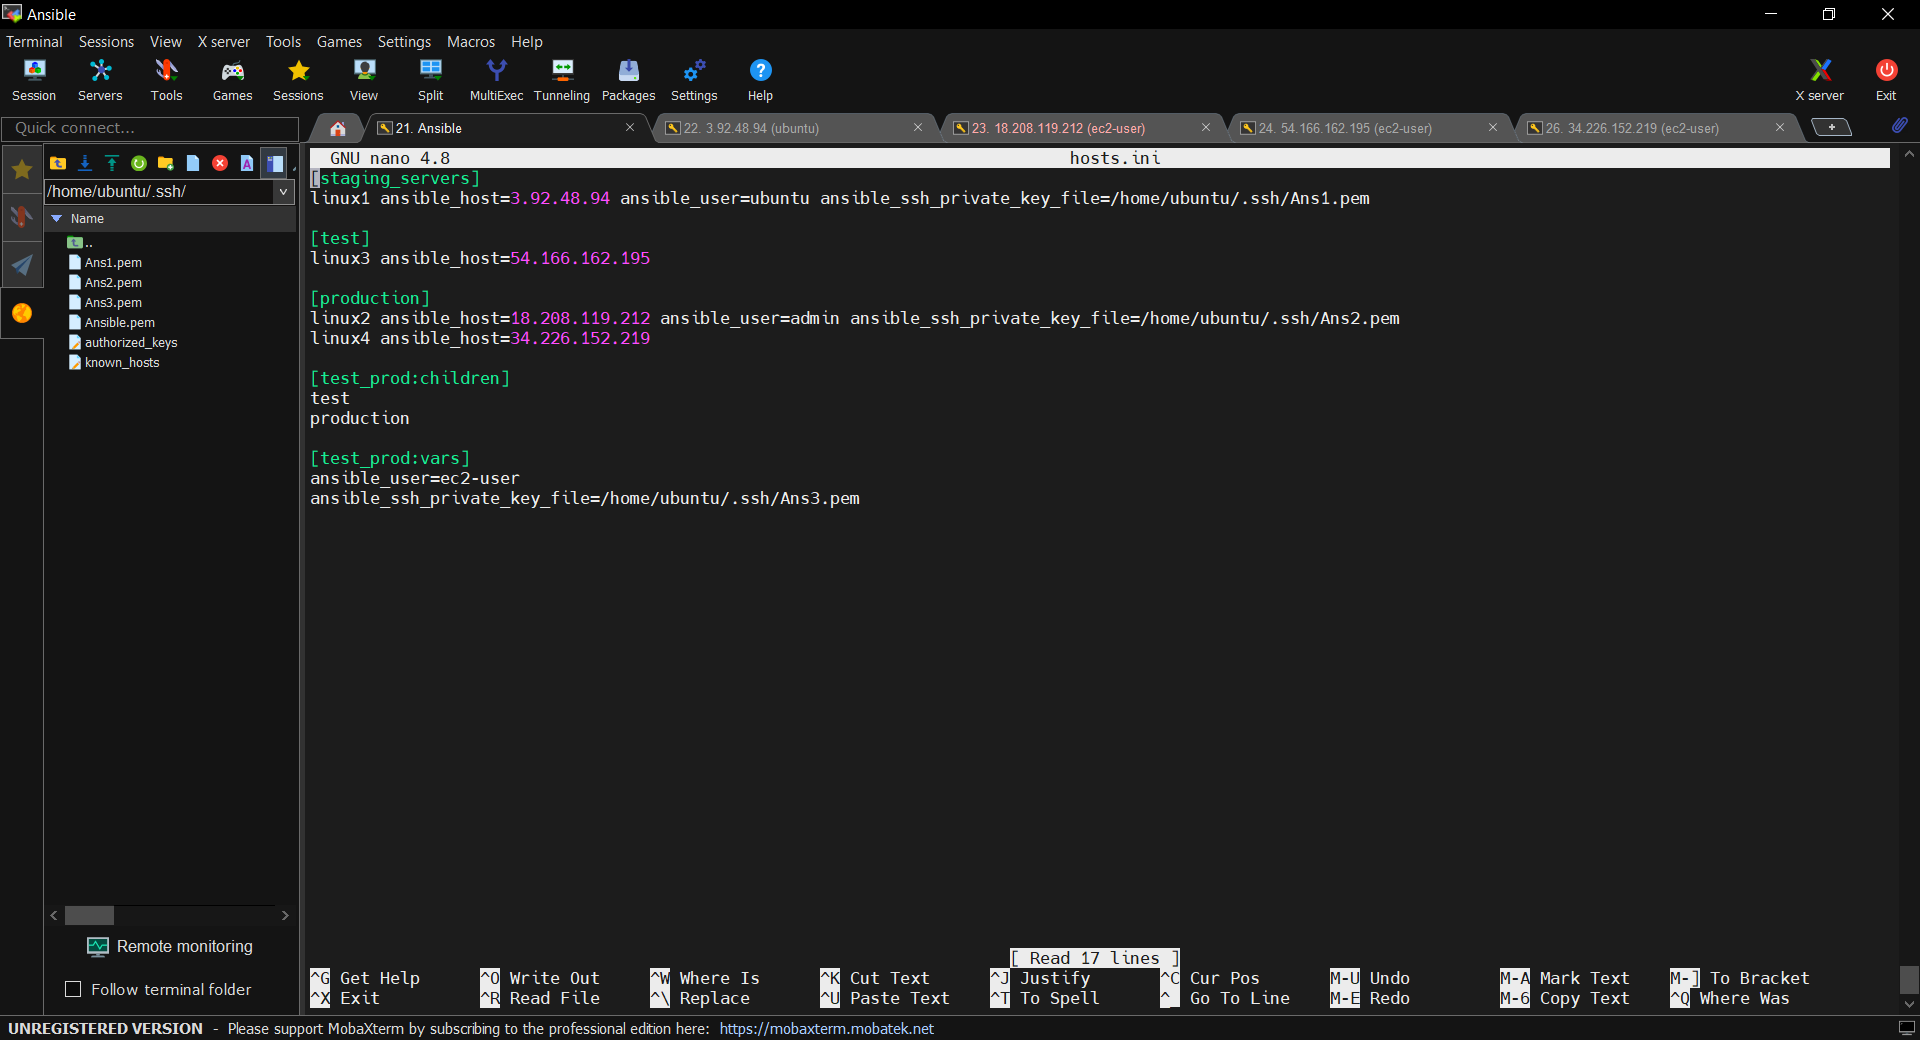 Ansible
Terminal Sessions View X server Tools Games Settings Macros Help
Session Servers Tools Games Sessions View Split MultiExec Tunneling Packages Settings Help X server Exit
Quick connect...
21. Ansible
22. 3.92.48.94 (ubuntu)
23. 18.208.119.212 (ec2-user)
24. 54.166.162.195 (ec2-user)
26. 34.226.152.219 (ec2-user)
/home/ubuntu/.ssh/
Name
..
Ans1.pem
Ans2.pem
Ans3.pem
Ansible.pem
authorized_keys
known_hosts
Remote monitoring
Follow terminal folder
GNU nano 4.8 hosts.ini
[staging_servers]
linux1 ansible_host=3.92.48.94 ansible_user=ubuntu ansible_ssh_private_key_file=/home/ubuntu/.ssh/Ans1.pem
[test]
linux3 ansible_host=54.166.162.195
[production]
linux2 ansible_host=18.208.119.212 ansible_user=admin ansible_ssh_private_key_file=/home/ubuntu/.ssh/Ans2.pem
linux4 ansible_host=34.226.152.219
[test_prod:children]
test
production
[test_prod:vars]
ansible_user=ec2-user
ansible_ssh_private_key_file=/home/ubuntu/.ssh/Ans3.pem
[ Read 17 lines ]
^G Get Help ^O Write Out ^W Where Is ^K Cut Text ^J Justify ^C Cur Pos M-U Undo M-A Mark Text M-] To Bracket
^X Exit ^R Read File ^\ Replace ^U Paste Text ^T To Spell ^_ Go To Line M-E Redo M-6 Copy Text ^Q Where Was
UNREGISTERED VERSION - Please support MobaXterm by subscribing to the professional edition here: https://mobaxterm.mobatek.net